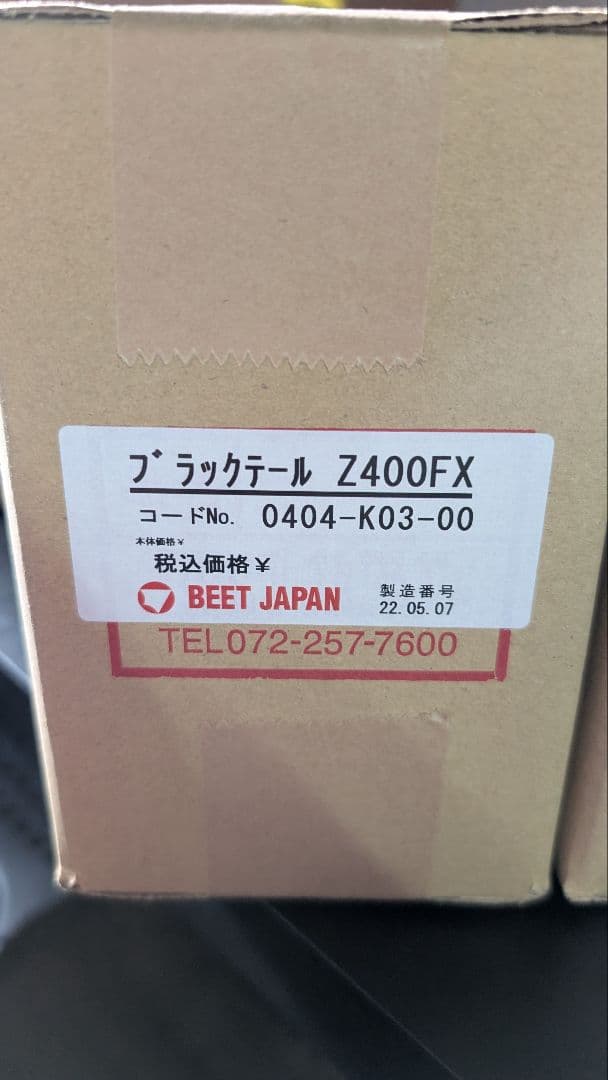 ブラックテール Z400FX
コードNo. 0404-K03-00
本体価格¥
税込価格¥
BEET JAPAN 製造番号
22.05.07
TEL072-257-7600